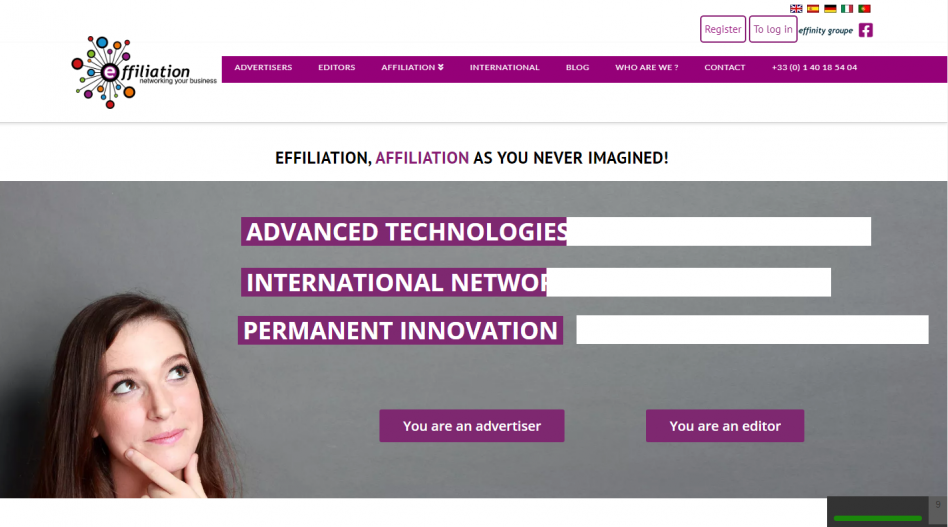 Register
To log in
effinity groupe
effiliation
networking your business
ADVERTISERS
EDITORS
AFFILIATION
INTERNATIONAL
BLOG
WHO ARE WE ?
CONTACT
+33 (0) 1 40 18 54 04
EFFILIATION, AFFILIATION AS YOU NEVER IMAGINED!
ADVANCED TECHNOLOGIES
INTERNATIONAL NETWO
PERMANENT INNOVATION
You are an advertiser
You are an editor
9